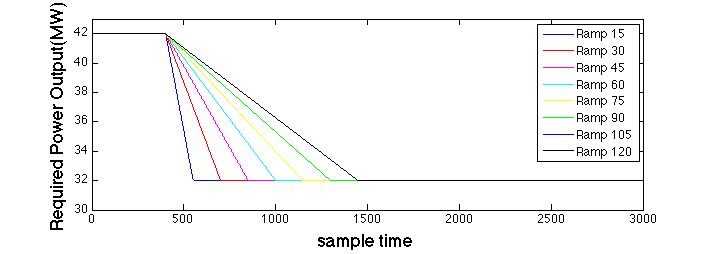 Required Power Output(MW)
42
40
38
36
34
32
30
0
500
1000
1500
2000
2500
3000
sample time
Ramp 15
Ramp 30
Ramp 45
Ramp 60
Ramp 75
Ramp 90
Ramp 105
Ramp 120